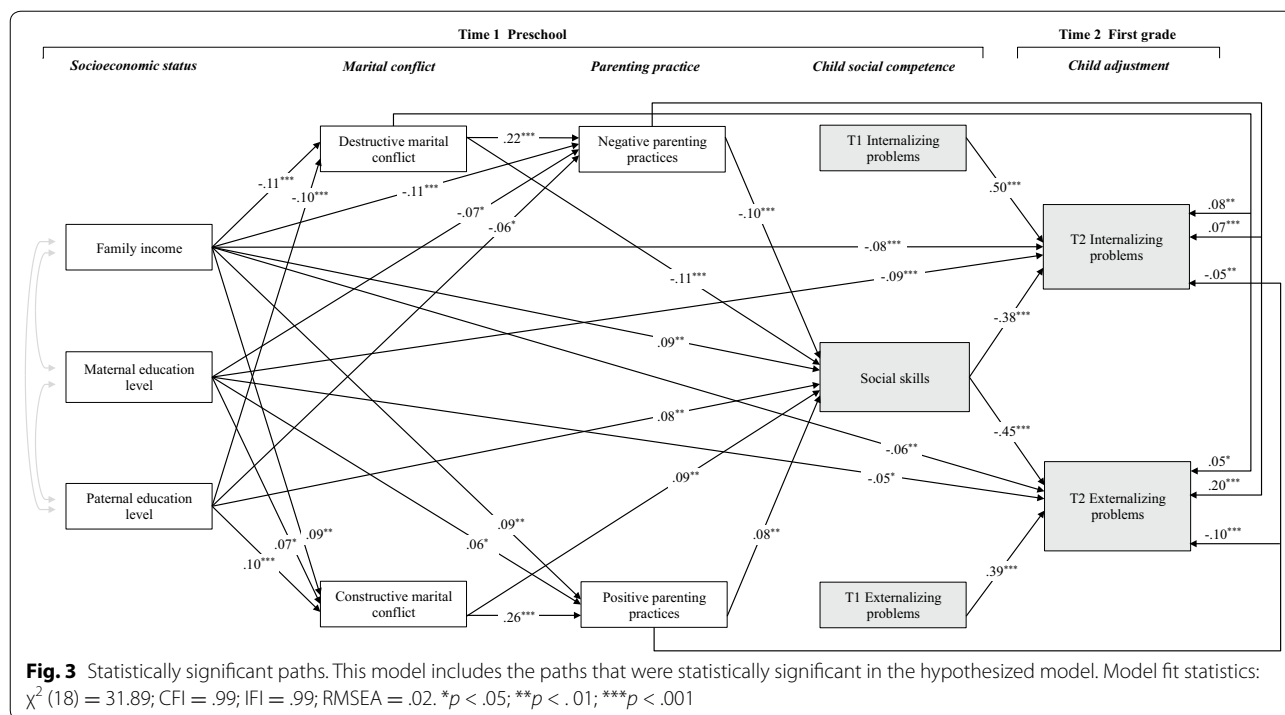 Time 1 Preschool
Time 2 First grade
Socioeconomic status
Marital conflict
Parenting practice
Child social competence
Child adjustment
Destructive marital
conflict
.22***
Negative parenting
practices
T1 Internalizing
problems
-.11***
-.10***
-.11***
-.07*
-.06*
-.10***
.50***
.08**
.07***
-.05**
Family income
-.08***
T2 Internalizing
problems
-.11***
-.09***
-.38***
.09**
Maternal education
level
Social skills
.08**
-.45***
-.06**
-.05*
.05*
.20***
-.10***
Paternal education
level
.09**
T2 Externalizing
problems
.09**
.09**
.07*
.06*
.08**
.10***
.39***
Constructive marital
conflict
.26***
Positive parenting
practices
T1 Externalizing
problems
Fig. 3 Statistically significant paths. This model includes the paths that were statistically significant in the hypothesized model. Model fit statistics:
χ² (18) = 31.89; CFI = .99; IFI = .99; RMSEA = .02. *p < .05; **p < . 01; ***p < .001